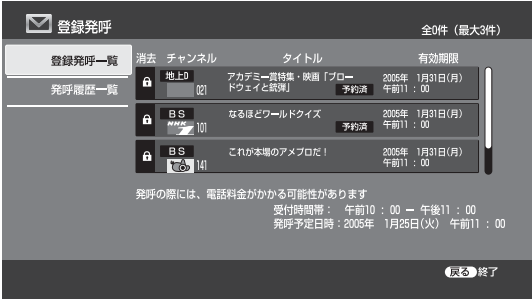 登録発呼
全0件（最大3件）
登録発呼一覧
発呼履歴一覧
消去 チャンネル タイトル 有効期限
地上D 021 アカデミー賞特集・映画「ブロー
ドウェイと銃弾」 予約済
2005年 1月31日(月)
午前11：00
BS NHK 101 なるほどワールドクイズ
予約済
2005年 1月31日(月)
午前11：00
BS 141 これが本場のアメプロだ！
2005年 1月31日(月)
午前11：00
発呼の際には、電話料金がかかる可能性があります
受付時間帯： 午前10：00 ー 午後11：00
発呼予定日時：2005年 1月25日(火) 午前11：00
戻る 終了